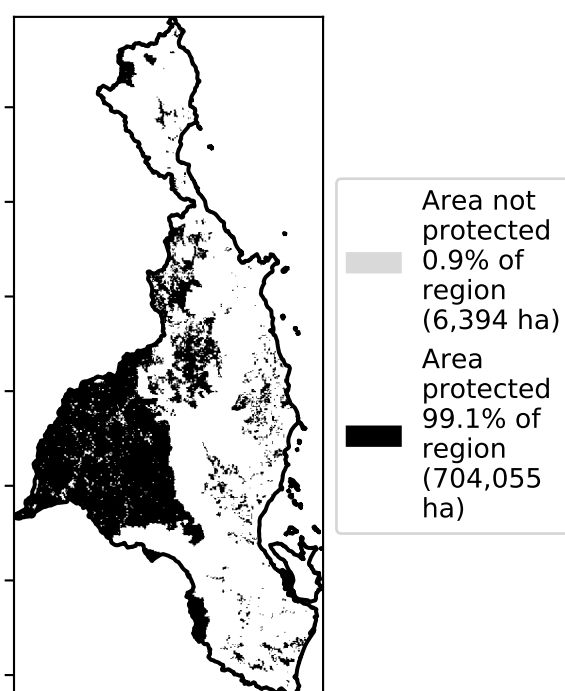 Area not
protected
0.9% of
region
(6,394 ha)
Area
protected
99.1% of
region
(704,055
ha)